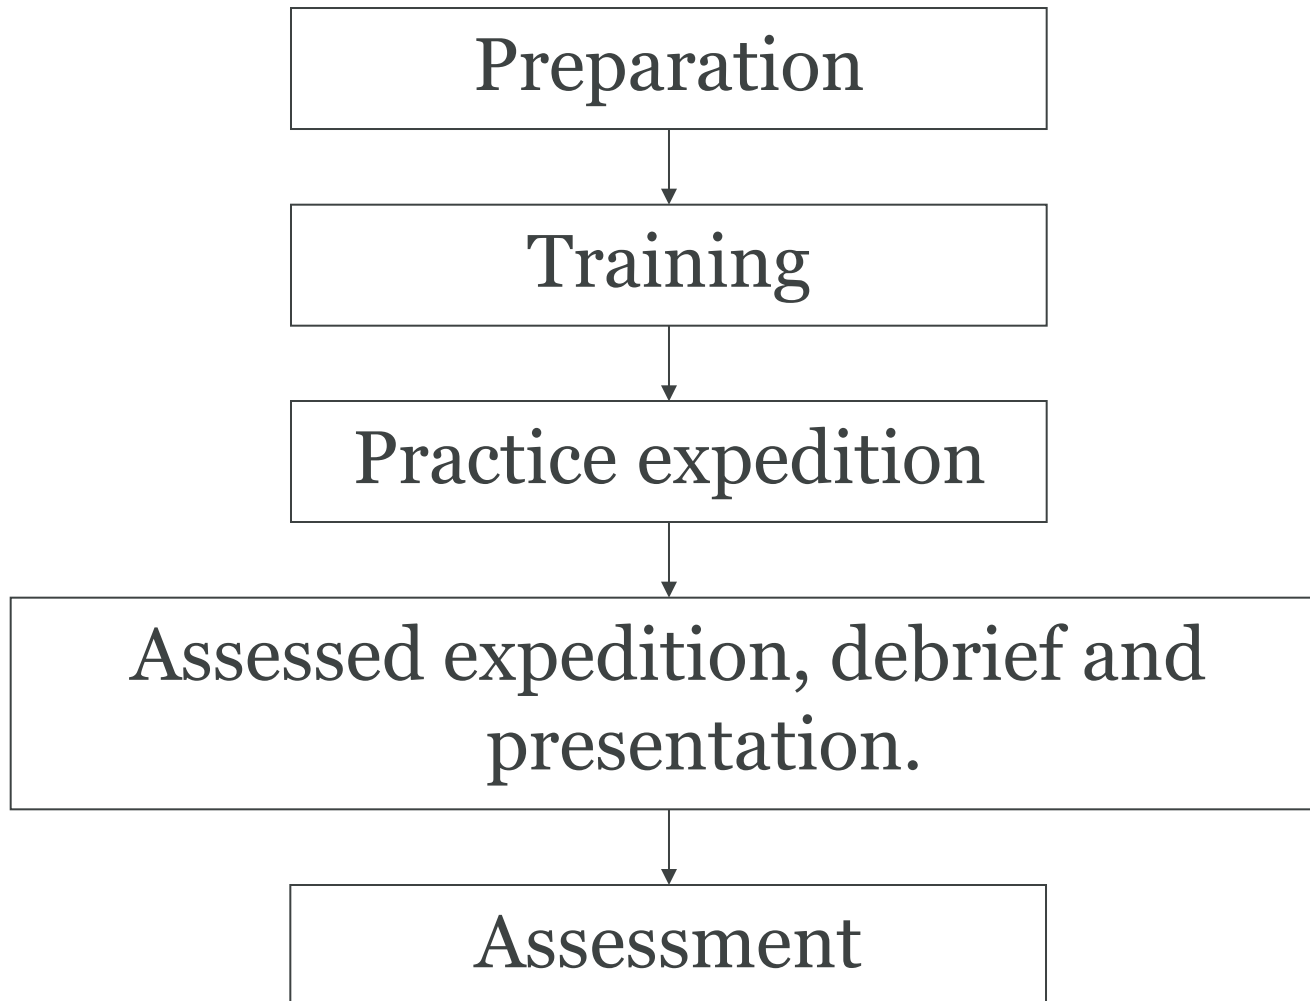 Preparation
Training
Practice expedition
Assessed expedition, debrief and
presentation.
Assessment